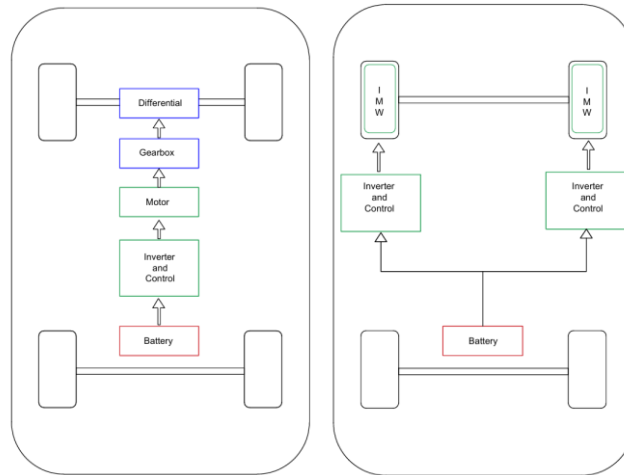 Differential
Gearbox
Motor
Inverter
and
Control
Battery
I
M
W
I
M
W
Inverter
and
Control
Inverter
and
Control
Battery